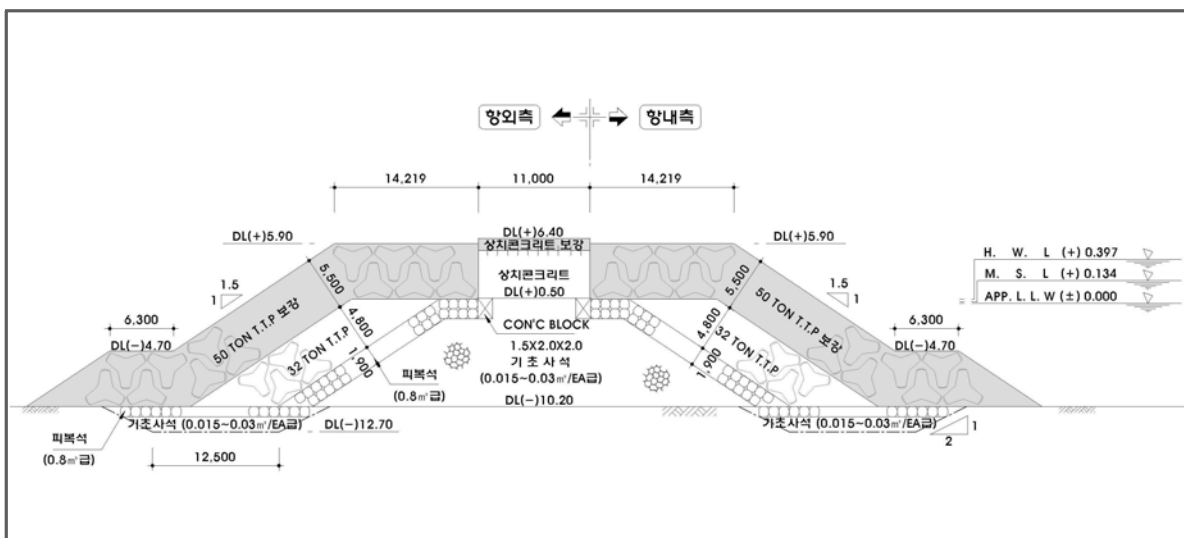 항외측
항내측
14,219
11,000
14,219
DL(+)6.40
DL(+)5.90
상치콘크리트 보강
DL(+)5.90
H. W. L (+) 0.397
M. S. L (+) 0.134
APP. L. L. W (±) 0.000
상치콘크리트
DL(+)0.50
5,500
5,500
1.5
1
1.5
1
6,300
DL(-)4.70
50 TON T.T.P 보강
32 TON T.T.P
4,800
1,900
CON'C BLOCK
1.5X2.0X2.0
기 초 사 석
(0.015~0.03㎥/EA급)
4,800
1,900
32 TON T.T.P
50 TON T.T.P 보강
6,300
DL(-)4.70
피복석
(0.8㎥급)
DL(-)10.20
기초사석 (0.015~0.03㎥/EA급)
DL(-)12.70
기초사석 (0.015~0.03㎥/EA급)
1
2
피복석
(0.8㎥급)
12,500